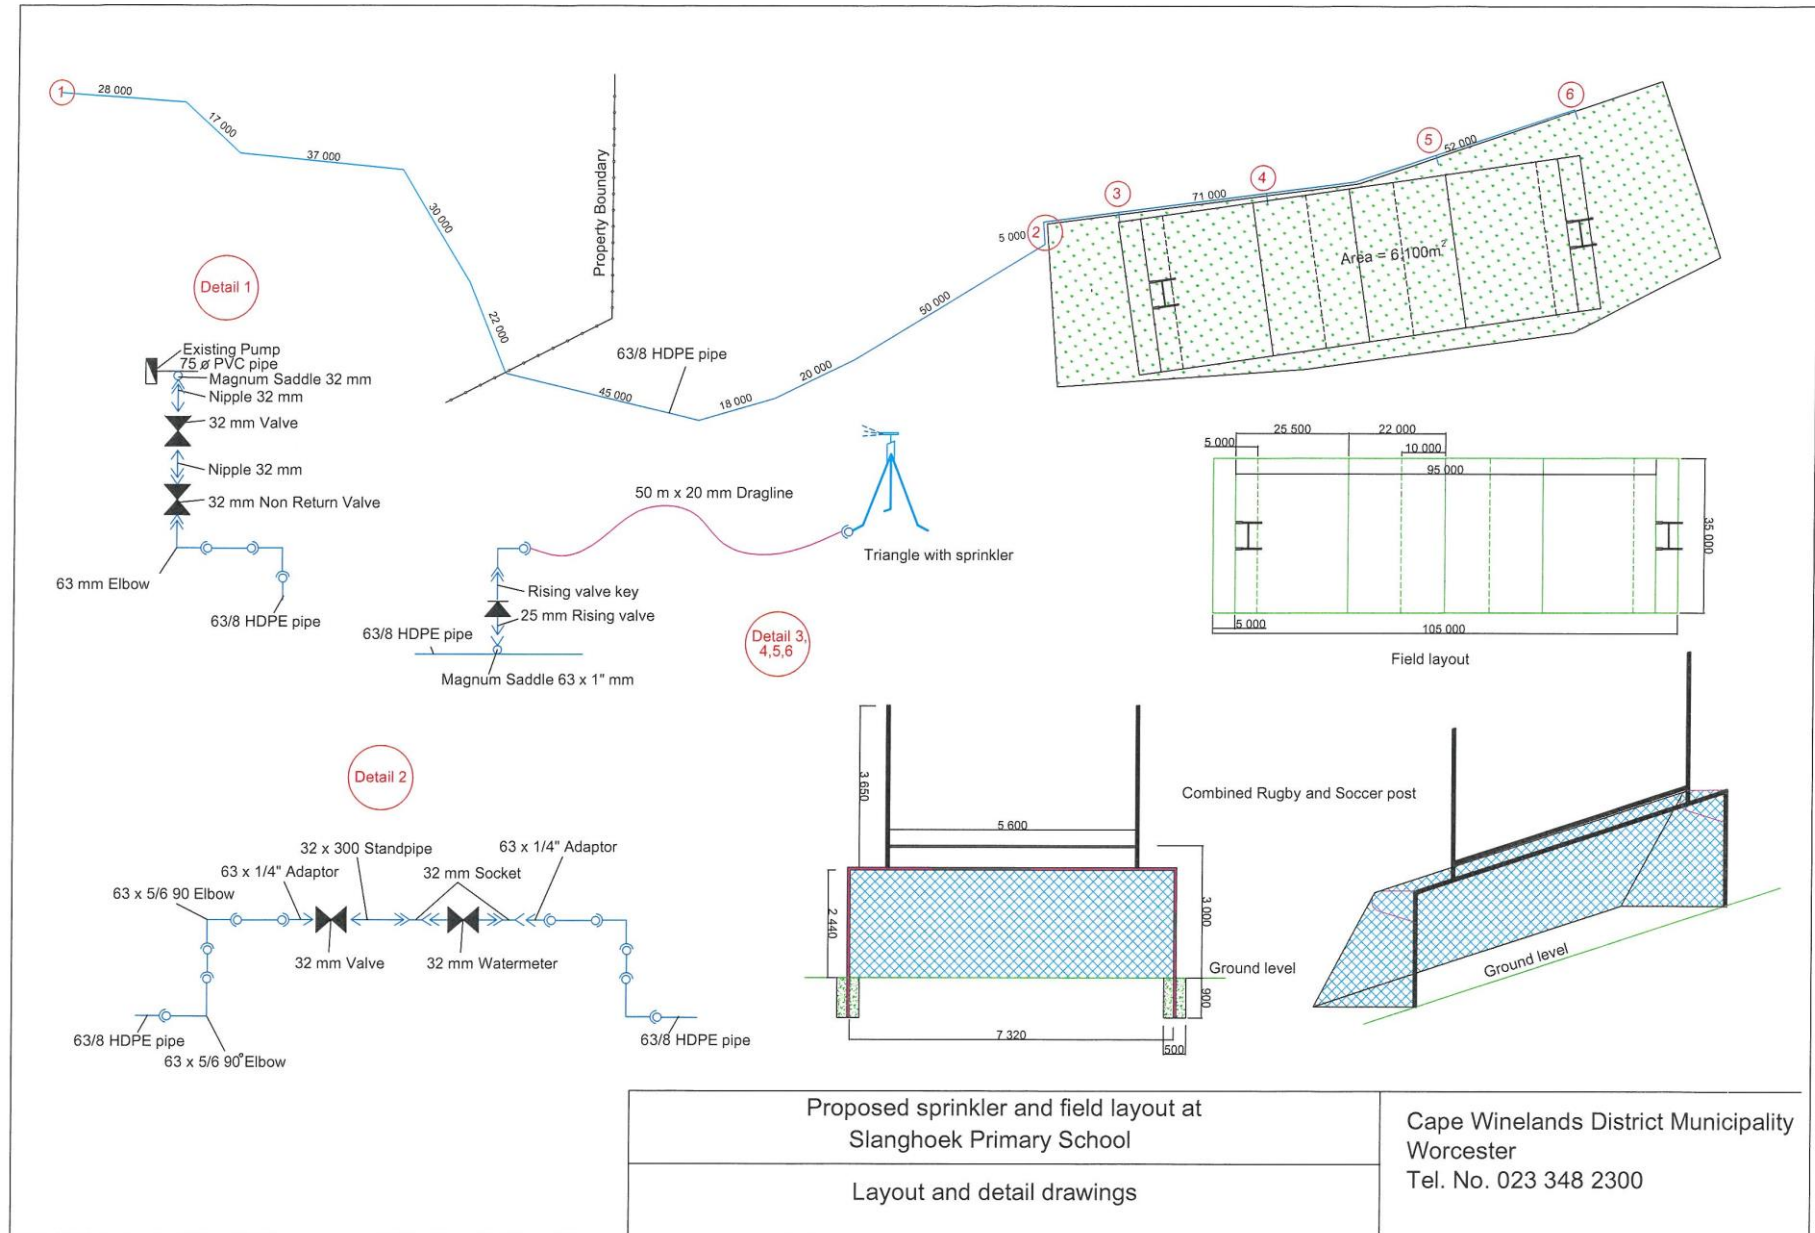 1
28 000
17 000
37 000
30 000
22 000
Property Boundary
45 000
63/8 HDPE pipe
18 000
20 000
50 000
5 000
2
3
71 000
4
5
52 000
6
Area = 6,100m²
Detail 1
Existing Pump
75 ø PVC pipe
Magnum Saddle 32 mm
Nipple 32 mm
32 mm Valve
Nipple 32 mm
32 mm Non Return Valve
63 mm Elbow
63/8 HDPE pipe
50 m x 20 mm Dragline
Triangle with sprinkler
Rising valve key
25 mm Rising valve
63/8 HDPE pipe
Magnum Saddle 63 x 1" mm
Detail 3,
4,5,6
25 500
22 000
5 000
10 000
95 000
35 000
5 000
105 000
Field layout
Detail 2
32 x 300 Standpipe
63 x 1/4" Adaptor
63 x 1/4" Adaptor
32 mm Socket
63 x 5/6 90 Elbow
32 mm Valve
32 mm Watermeter
63/8 HDPE pipe
63 x 5/6 90° Elbow
63/8 HDPE pipe
3 650
5 600
2 440
3 000
Ground level
900
7 320
500
Combined Rugby and Soccer post
Ground level
Proposed sprinkler and field layout at
Slanghoek Primary School
Layout and detail drawings
Cape Winelands District Municipality
Worcester
Tel. No. 023 348 2300